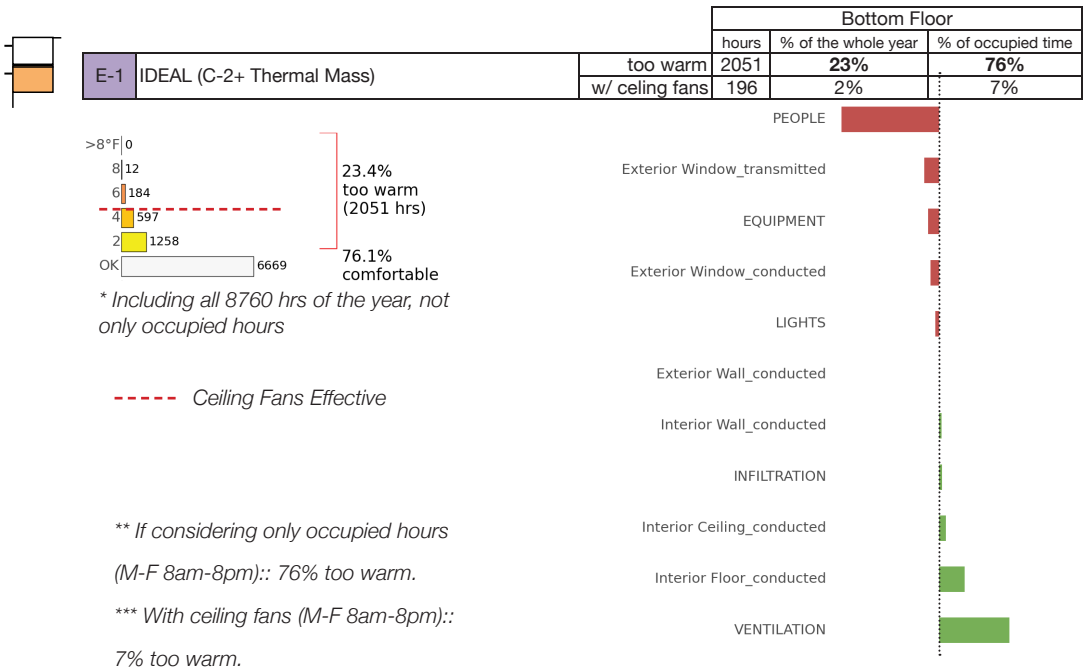 Bottom Floor
hours % of the whole year % of occupied time
E-1 IDEAL (C-2+ Thermal Mass) too warm 2051 23% 76%
w/ celing fans 196 2% 7%
>8°F 0
8 12
6 184
4 597
2 1258
OK 6669
23.4%
too warm
(2051 hrs)
76.1%
comfortable
* Including all 8760 hrs of the year, not
only occupied hours
Ceiling Fans Effective
** If considering only occupied hours
(M-F 8am-8pm):: 76% too warm.
*** With ceiling fans (M-F 8am-8pm)::
7% too warm.
PEOPLE
Exterior Window_transmitted
EQUIPMENT
Exterior Window_conducted
LIGHTS
Exterior Wall_conducted
Interior Wall_conducted
INFILTRATION
Interior Ceiling_conducted
Interior Floor_conducted
VENTILATION